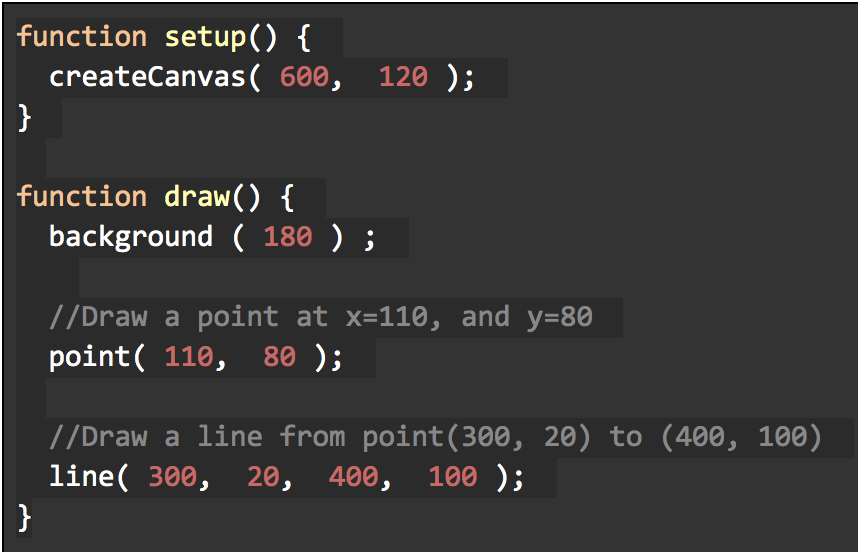 function setup() {
  createCanvas( 600,  120 );
}

function draw() {
  background ( 180 ) ;

  //Draw a point at x=110, and y=80
  point( 110,  80 );

  //Draw a line from point(300, 20) to (400, 100)
  line( 300,  20,  400,  100 );
}